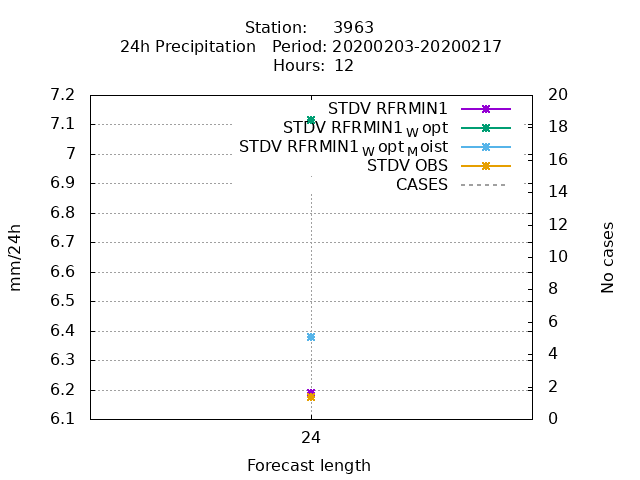 Station: 3963
24h Precipitation Period: 20200203-20200217
Hours: 12
7.2
7.1
7
6.9
6.8
6.7
6.6
6.5
6.4
6.3
6.2
6.1
mm/24h
STDV RFRMIN1
STDV RFRMIN1 W opt
STDV RFRMIN1 W opt M oist
STDV OBS
CASES
20
18
16
14
12
10
8
6
4
2
0
No cases
24
Forecast length